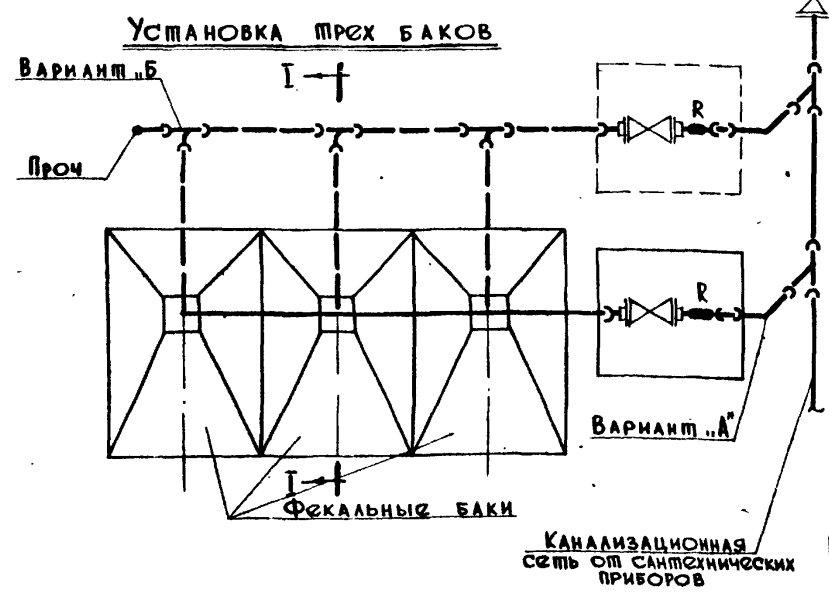 Установка трех баков
Вариант „Б
I
R
Проч
R
Вариант „А"
I
Фекальные баки
Канализационная
сеть от сантехнических
приборов